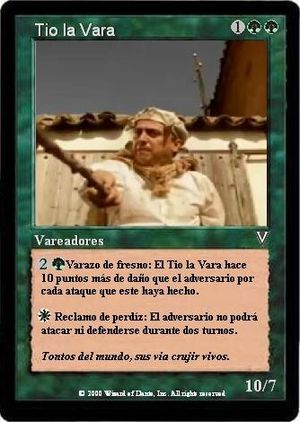 Tio la Vara 1
Vareadores
2 Varazo de fresno: El Tio la Vara hace
10 puntos más de daño que el adversario por
cada ataque que este haya hecho.
Reclamo de perdíz: El adversario no podrá
atacar ni defenderse durante dos turnos.
Tontos del mundo, sus via crujir vivos.
10/7
© 2000 Wizard of Dante, Inc. All rights reserved